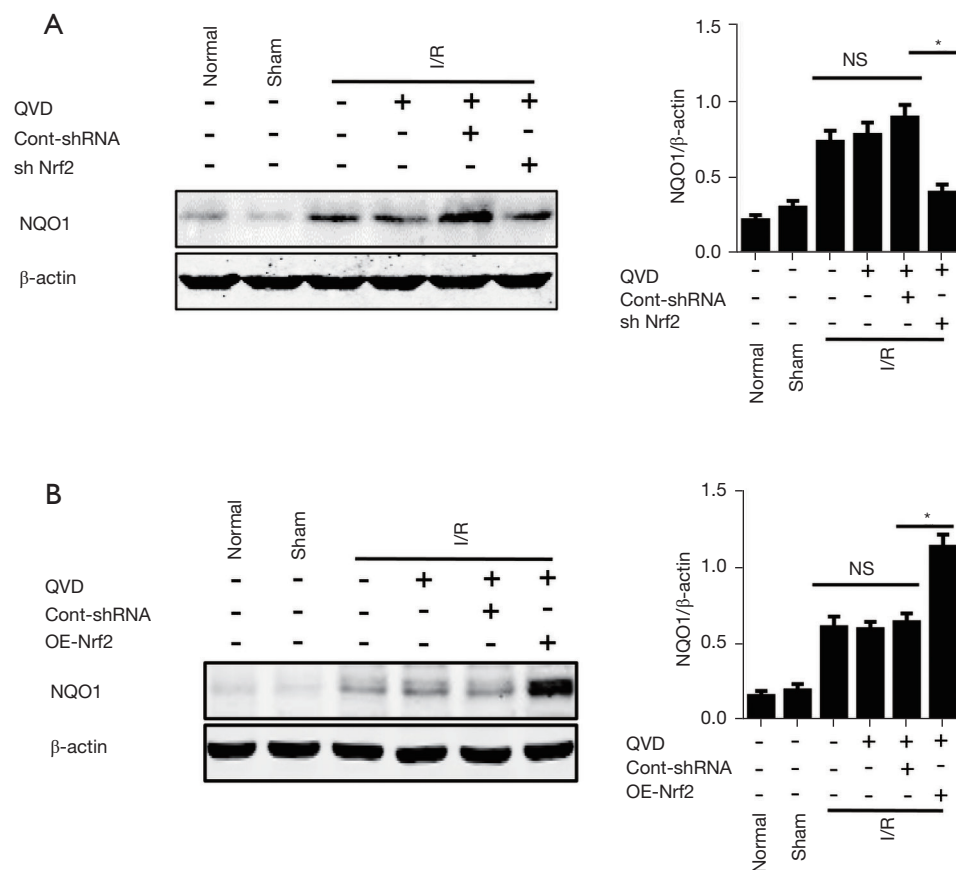 A
Normal
Sham
I/R
QVD - - - + + +
Cont-shRNA - - - - + -
sh Nrf2 - - - - - +
NQO1
β-actin
1.5
1.0
0.5
0.0
NQO1/β-actin
NS
*
QVD - - - + + +
Cont-shRNA - - - - + -
sh Nrf2 - - - - - +
Normal
Sham
I/R
B
Normal
Sham
I/R
QVD - - - + + +
Cont-shRNA - - - - + -
OE-Nrf2 - - - - - +
NQO1
β-actin
1.5
1.0
0.5
0.0
NQO1/β-actin
NS
*
QVD - - - + + +
Cont-shRNA - - - - + -
OE-Nrf2 - - - - - +
Normal
Sham
I/R